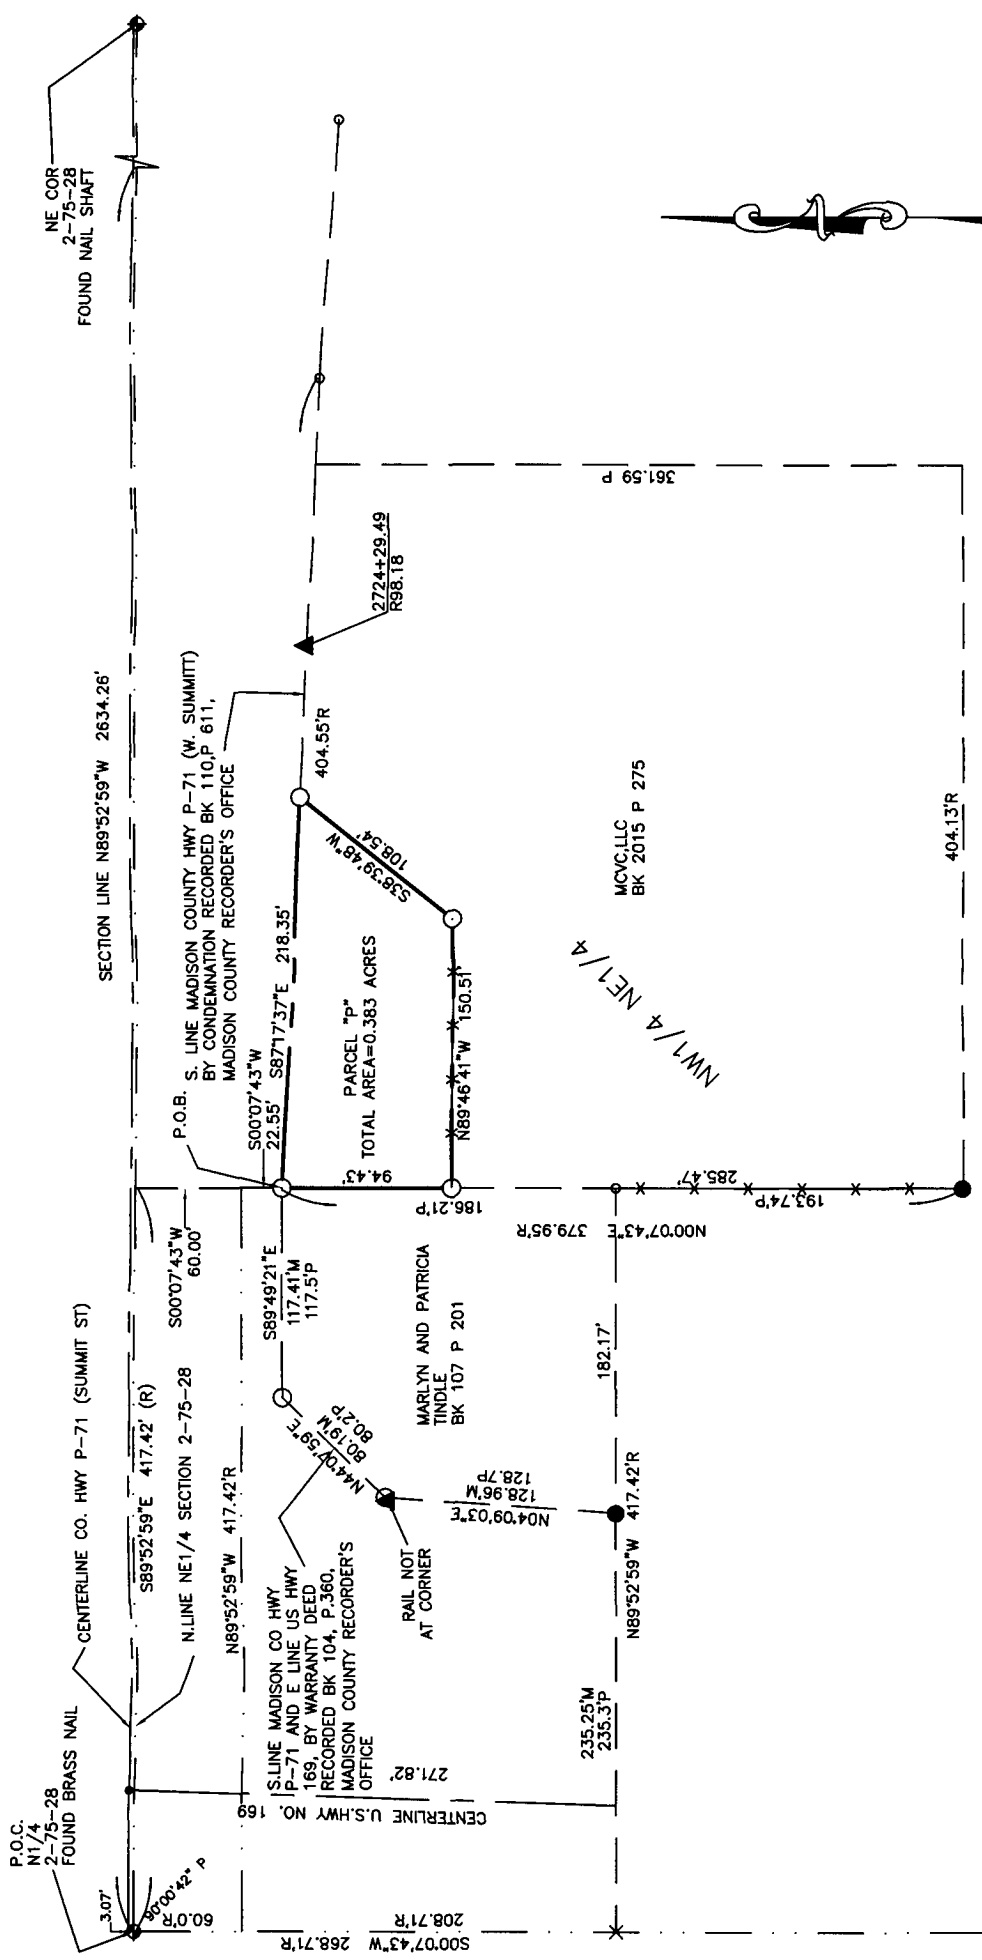 NE COR
2-75-28
FOUND NAIL SHAFT
SECTION LINE N89°52'59"W 2634.26'
P.O.C.
N1/4
2-75-28
FOUND BRASS NAIL
CENTERLINE CO. HWY P-71 (SUMMIT ST)
S89°52'59"E 417.42' (R)
N.LINE NE1/4 SECTION 2-75-28
S00°07'43"W
60.00'
N89°52'59"W 417.42'R
3.07'
90°00'42" P
60.0'R
P.O.B.
S. LINE MADISON COUNTY HWY P-71 (W. SUMMITT)
BY CONDEMNATION RECORDED BK 110,P 611,
MADISON COUNTY RECORDER'S OFFICE
S00°07'43"W
22.55'
S87°17'37"E 218.35'
404.55'R
2724+29.49
R98.18
S38°39'48"W
108.54'
PARCEL "P"
TOTAL AREA=0.383 ACRES
94.43'
N89°46'41"W 150.51'
361.59 P
MCVC,LLC
BK 2015 P 275
NW1/4 NE1/4
404.13'R
S89°49'21"E
117.41'M
117.5'P
N44°07'59"E
80.19'M
80.2'P
MARLYN AND PATRICIA
TINDLE
BK 107 P 201
186.21'P
N00°07'43"E 379.95'R
285.47'
193.74'P
182.17'
N04°09'03"E
128.96'M
128.7P
RAIL NOT
AT CORNER
S.LINE MADISON CO HWY
P-71 AND E LINE US HWY
169, BY WARRANTY DEED
RECORDED BK 104, P.360,
MADISON COUNTY RECORDER'S
OFFICE
271.82'
CENTERLINE U.S.HWY NO. 169
N89°52'59"W 417.42'R
235.25'M
235.3'P
208.71'R
S00°07'43"W 268.71'R